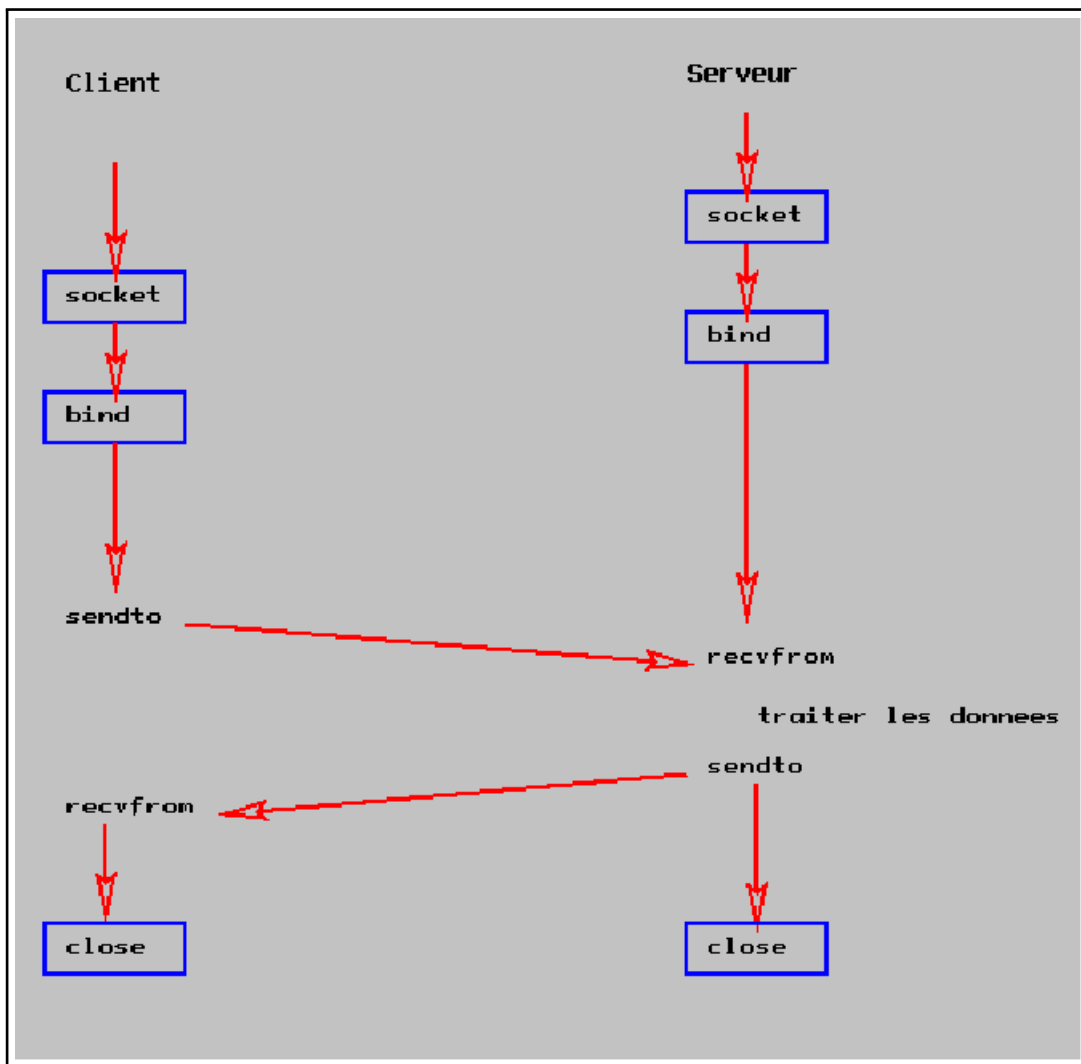 Client
Serveur
socket
socket
bind
bind
sendto
recvfrom
traiter les donnees
sendto
recvfrom
close
close